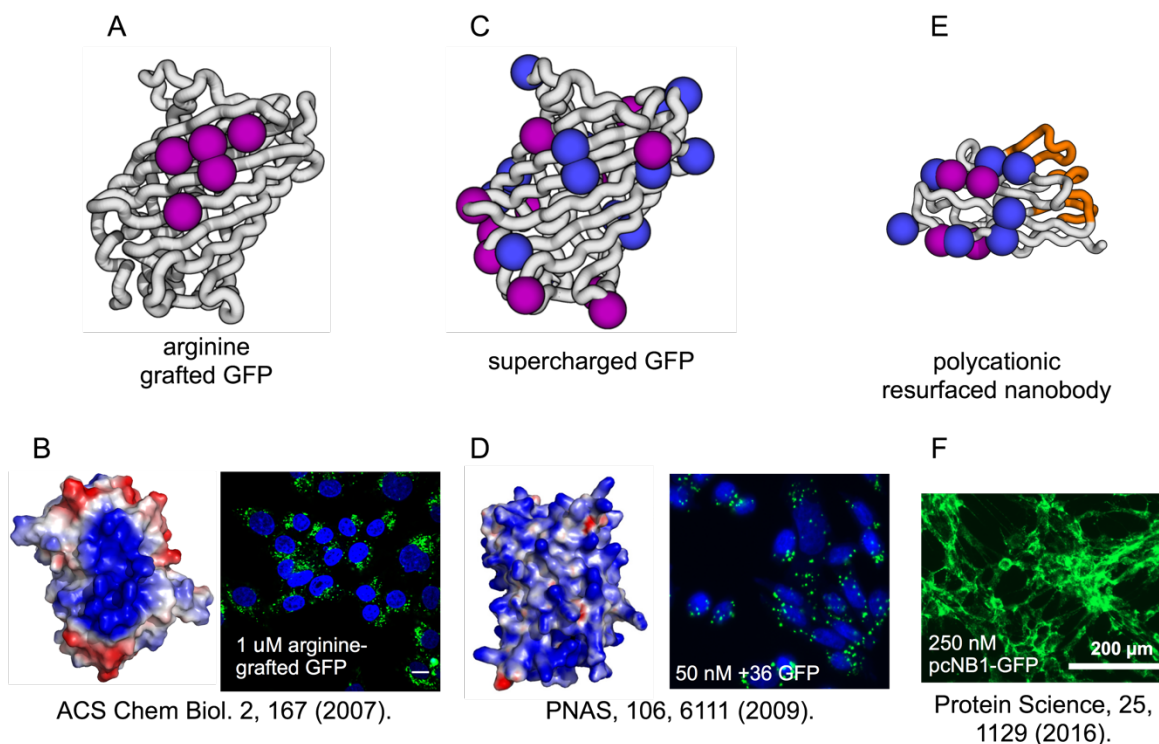 A
C
E
arginine
grafted GFP
supercharged GFP
polycationic
resurfaced nanobody
B
D
F
1 uM arginine-
grafted GFP
50 nM +36 GFP
250 nM
pcNB1-GFP
200 µm
ACS Chem Biol. 2, 167 (2007).
PNAS, 106, 6111 (2009).
Protein Science, 25,
1129 (2016).